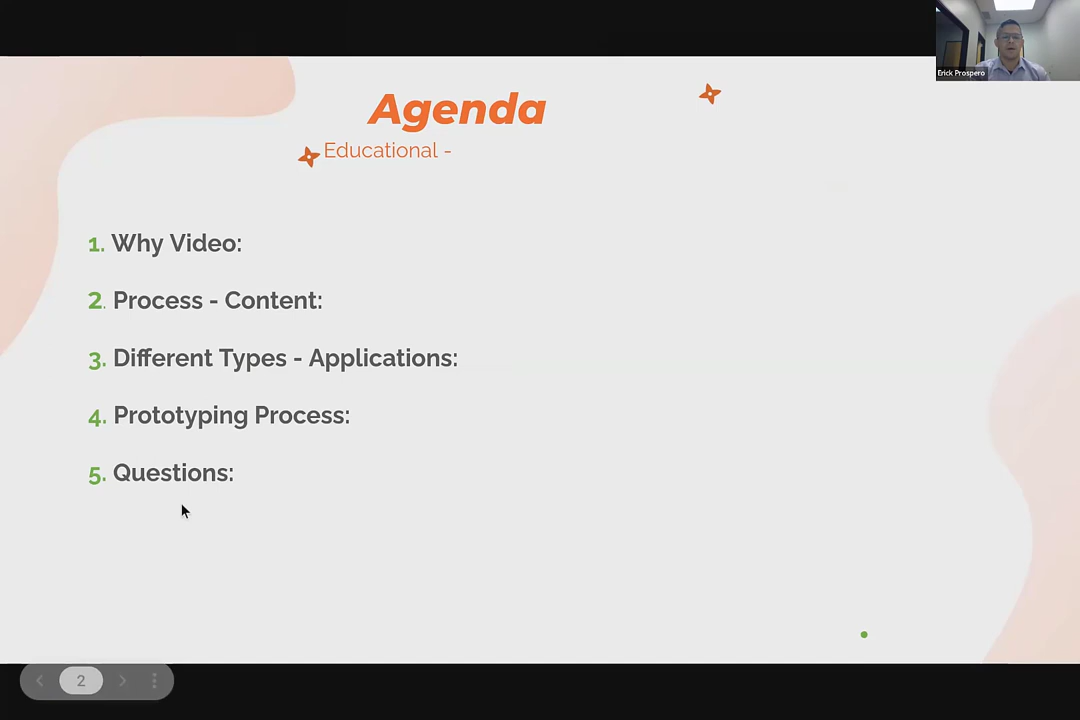 Erick Prospero
Agenda
Educational -
1. Why Video:
2. Process - Content:
3. Different Types - Applications:
4. Prototyping Process:
5. Questions:
2